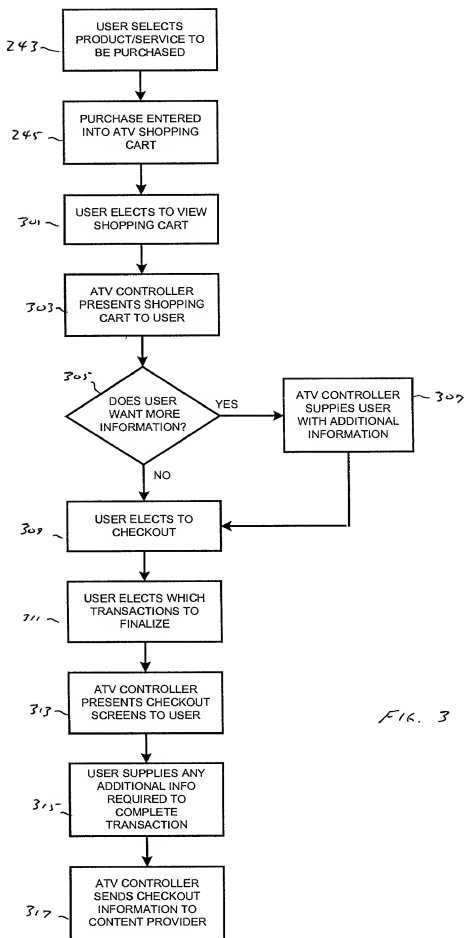 243
USER SELECTS
PRODUCT/SERVICE TO
BE PURCHASED
245
PURCHASE ENTERED
INTO ATV SHOPPING
CART
301
USER ELECTS TO VIEW
SHOPPING CART
303
ATV CONTROLLER
PRESENTS SHOPPING
CART TO USER
305
DOES USER
WANT MORE
INFORMATION?
YES
ATV CONTROLLER
SUPPIES USER
WITH ADDITIONAL
INFORMATION
307
NO
309
USER ELECTS TO
CHECKOUT
311
USER ELECTS WHICH
TRANSACTIONS TO
FINALIZE
313
ATV CONTROLLER
PRESENTS CHECKOUT
SCREENS TO USER
FIG. 3
315
USER SUPPLIES ANY
ADDITIONAL INFO
REQUIRED TO
COMPLETE
TRANSACTION
317
ATV CONTROLLER
SENDS CHECKOUT
INFORMATION TO
CONTENT PROVIDER